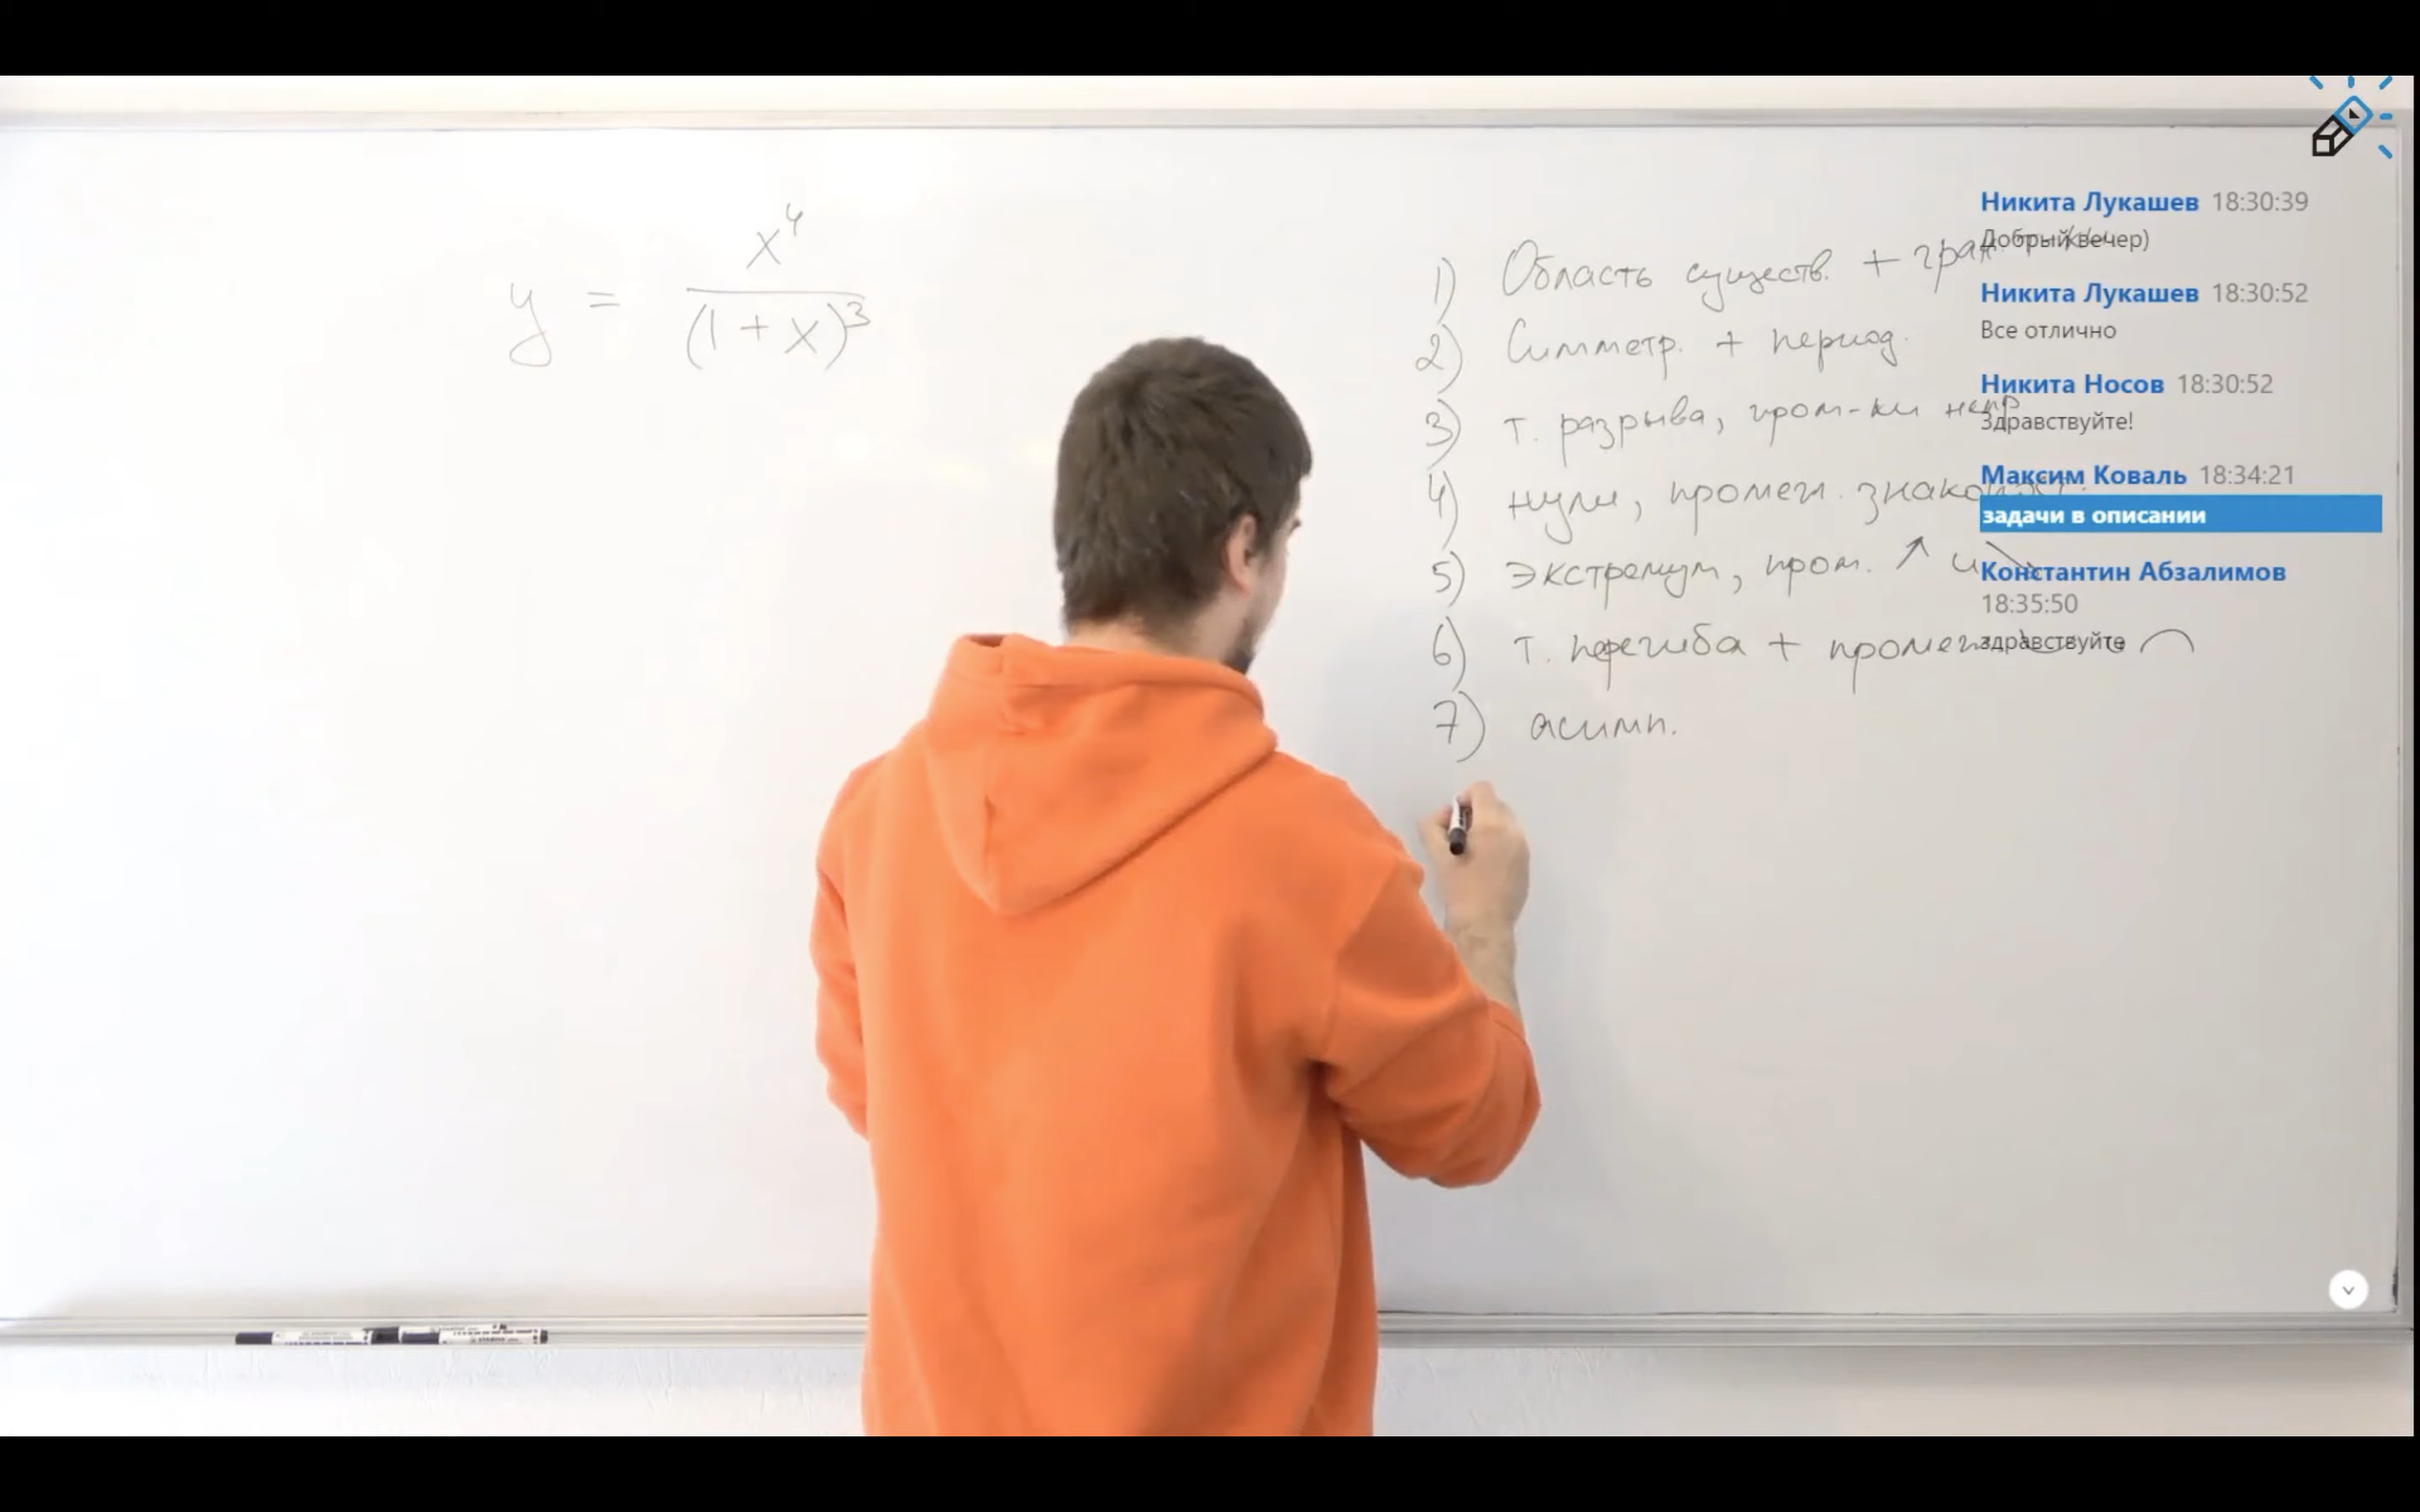 y = x⁴ / (1 + x)³
1) Область существ. + гра
2) Симметр. + период.
3) т. разрыва, пром-ки непр
4) нули, промеж. знако
5) экстремум, пром. ↗ и ↘
6) т. перегиба + промеж ⌣ и ⌢
7) асимп.
Никита Лукашев 18:30:39
Добрый вечер)
Никита Лукашев 18:30:52
Все отлично
Никита Носов 18:30:52
Здравствуйте!
Максим Коваль 18:34:21
задачи в описании
Константин Абзалимов
18:35:50
здравствуйте